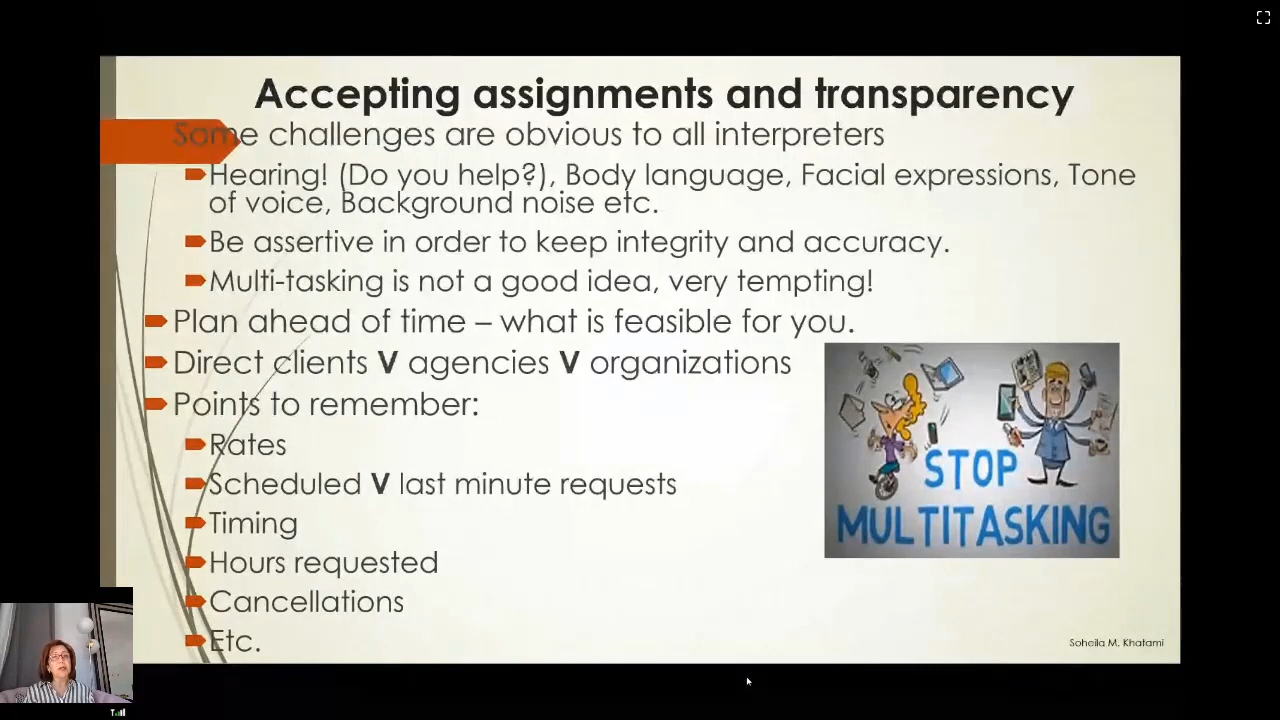 Accepting assignments and transparency
Some challenges are obvious to all interpreters
Hearing! (Do you help?), Body language, Facial expressions, Tone
of voice, Background noise etc.
Be assertive in order to keep integrity and accuracy.
Multi-tasking is not a good idea, very tempting!
Plan ahead of time – what is feasible for you.
Direct clients V agencies V organizations
Points to remember:
Rates
Scheduled V last minute requests
Timing
Hours requested
Cancellations
Etc.
STOP
MULTITASKING
Soheila M. Khatami